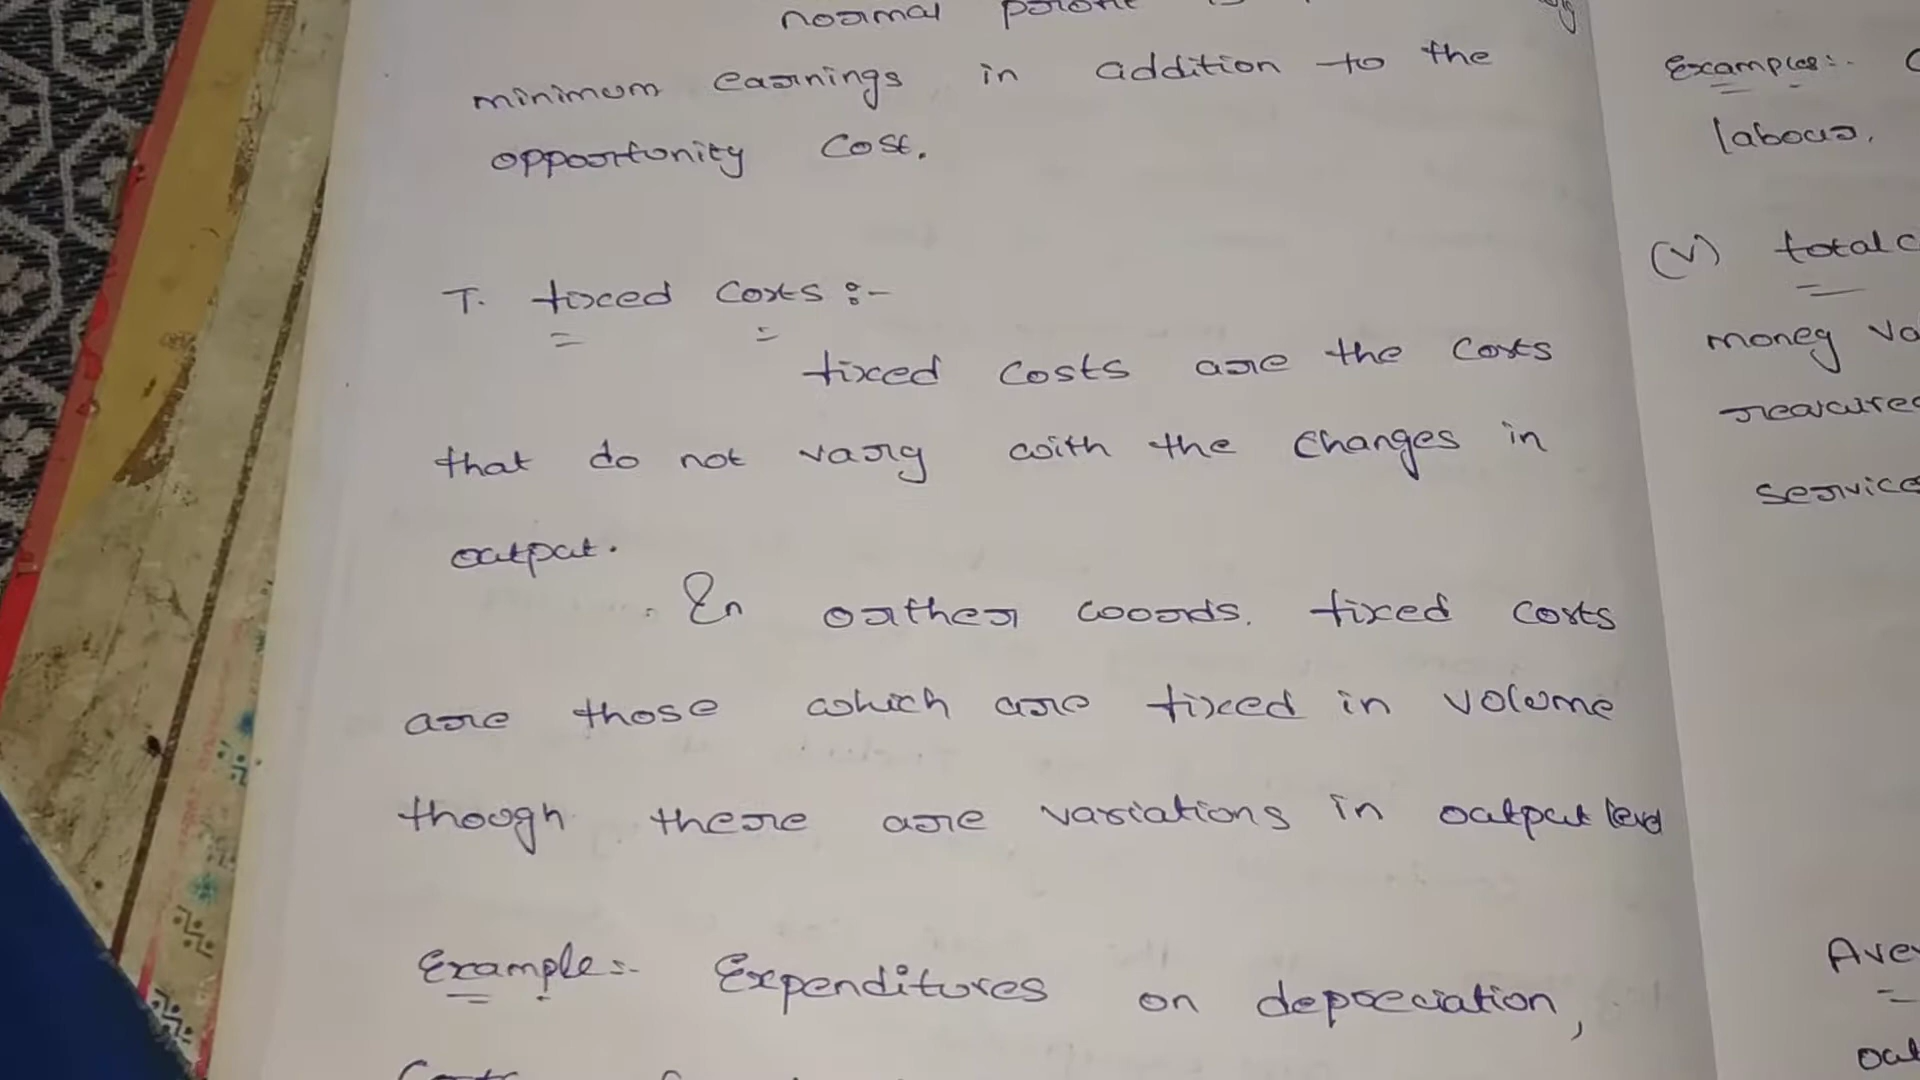 normal
minimum earnings in addition to the
opportunity cost.
T. fixed costs :-
fixed costs are the costs
that do not vary with the changes in
output.
In orther words. fixed costs
are those which are fixed in volume
though there are variations in output level
Example:- Expenditures on depreciation,
Examples:-
labour,
(v) total
money